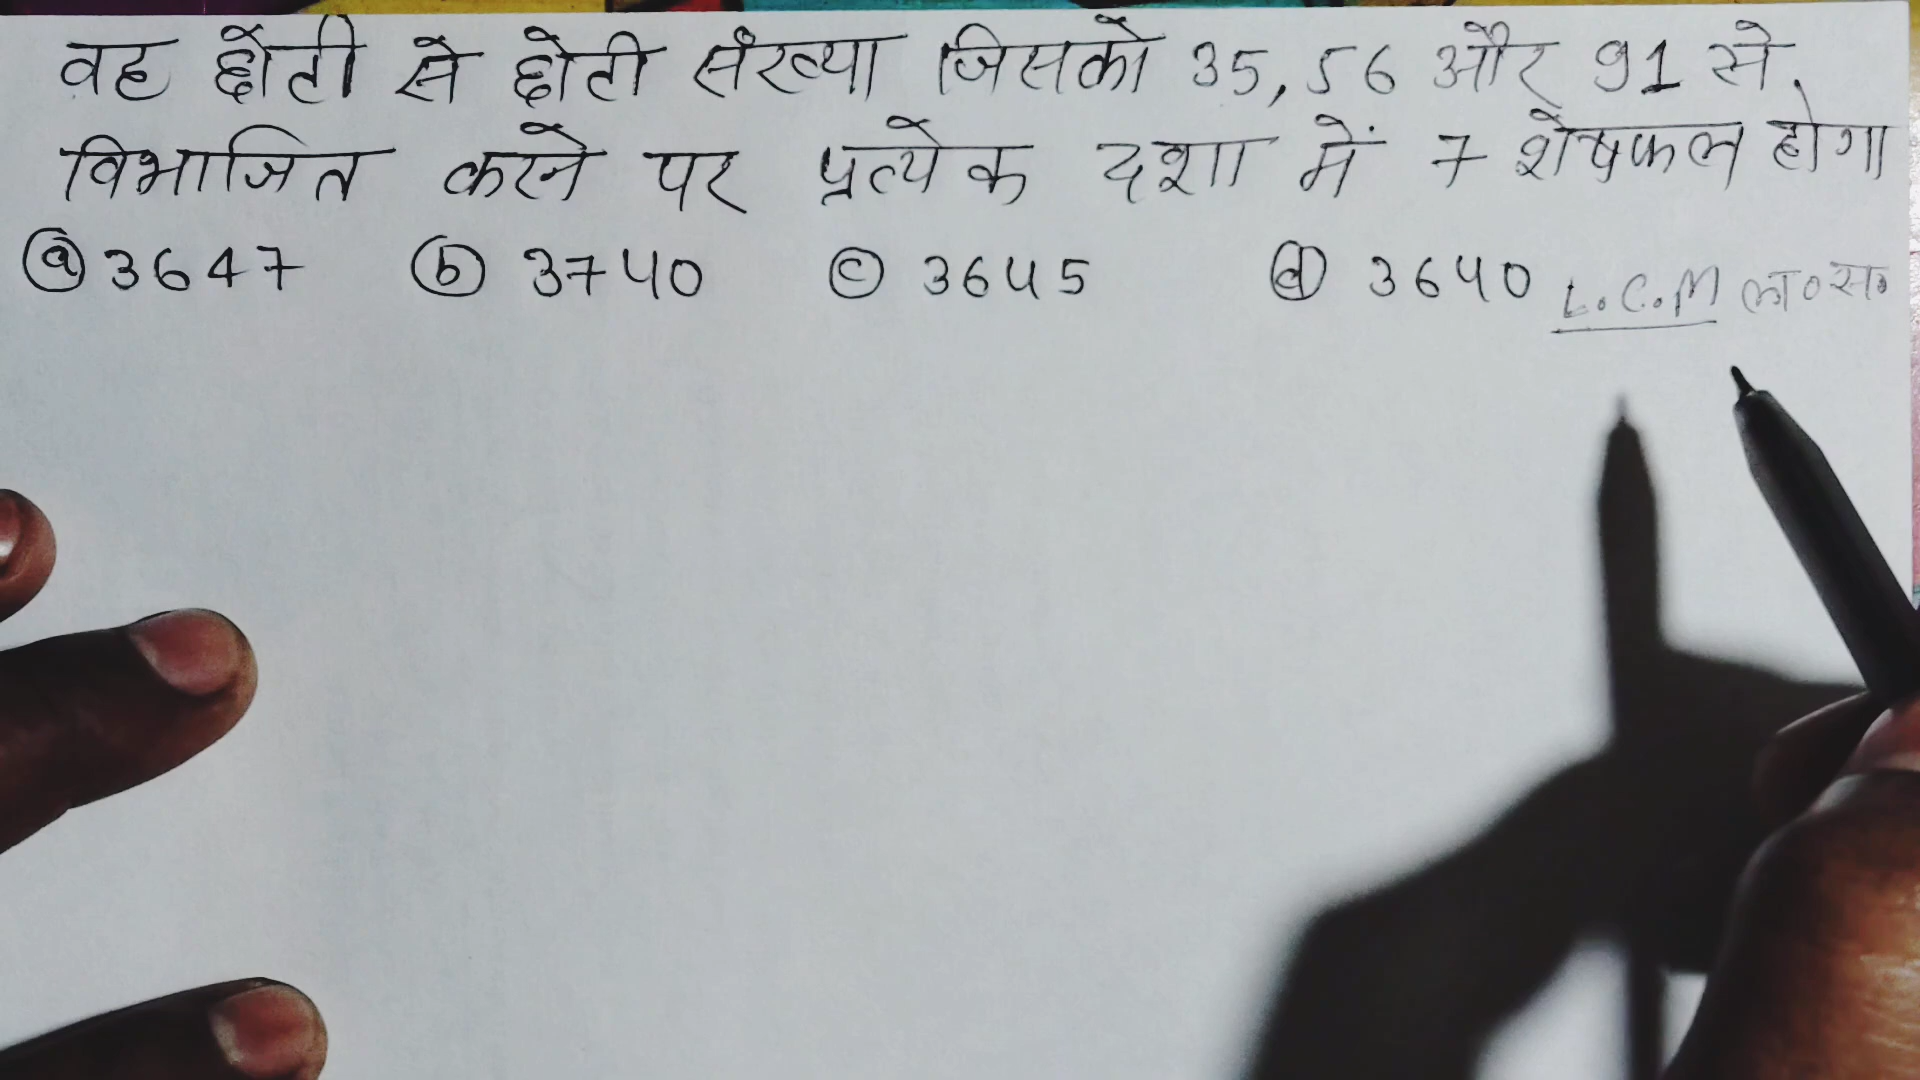 वह छोटी से छोटी संख्या जिसको 35, 56 और 91 से
विभाजित करने पर प्रत्येक दशा में 7 शेषफल होगा
(a) 3647 (b) 3740 (c) 3645 (d) 3640 L.C.M ल०स०